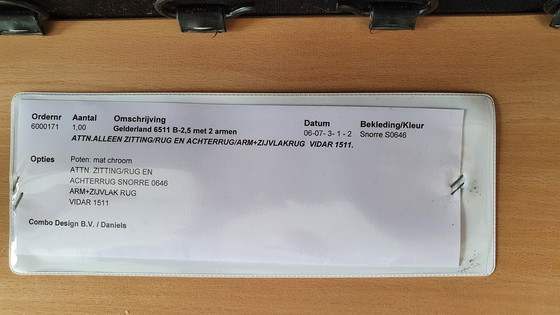 Ordernr Aantal Omschrijving Datum Bekleding/Kleur
6000171 1,00 Gelderland 6511 B-2,5 met 2 armen 06-07- 3- 1 - 2 Snorre S0646
ATTN.ALLEEN ZITTING/RUG EN ACHTERRUG/ARM+ZIJVLAKRUG VIDAR 1511.
Opties Poten: mat chroom
ATTN. ZITTING/RUG EN
ACHTERRUG SNORRE 0646
ARM+ZIJVLAK RUG
VIDAR 1511
Combo Design B.V. / Daniels